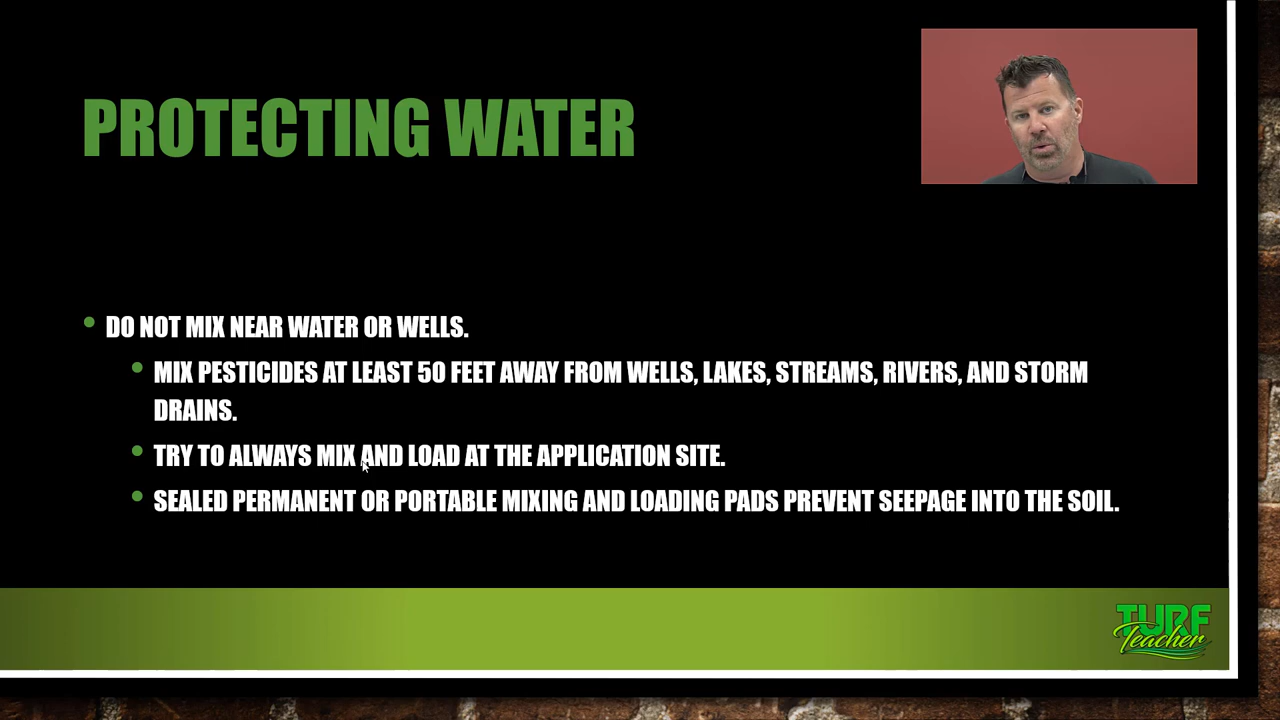 PROTECTING WATER
DO NOT MIX NEAR WATER OR WELLS.
MIX PESTICIDES AT LEAST 50 FEET AWAY FROM WELLS, LAKES, STREAMS, RIVERS, AND STORM
DRAINS.
TRY TO ALWAYS MIX AND LOAD AT THE APPLICATION SITE.
SEALED PERMANENT OR PORTABLE MIXING AND LOADING PADS PREVENT SEEPAGE INTO THE SOIL.
TURF
Teacher